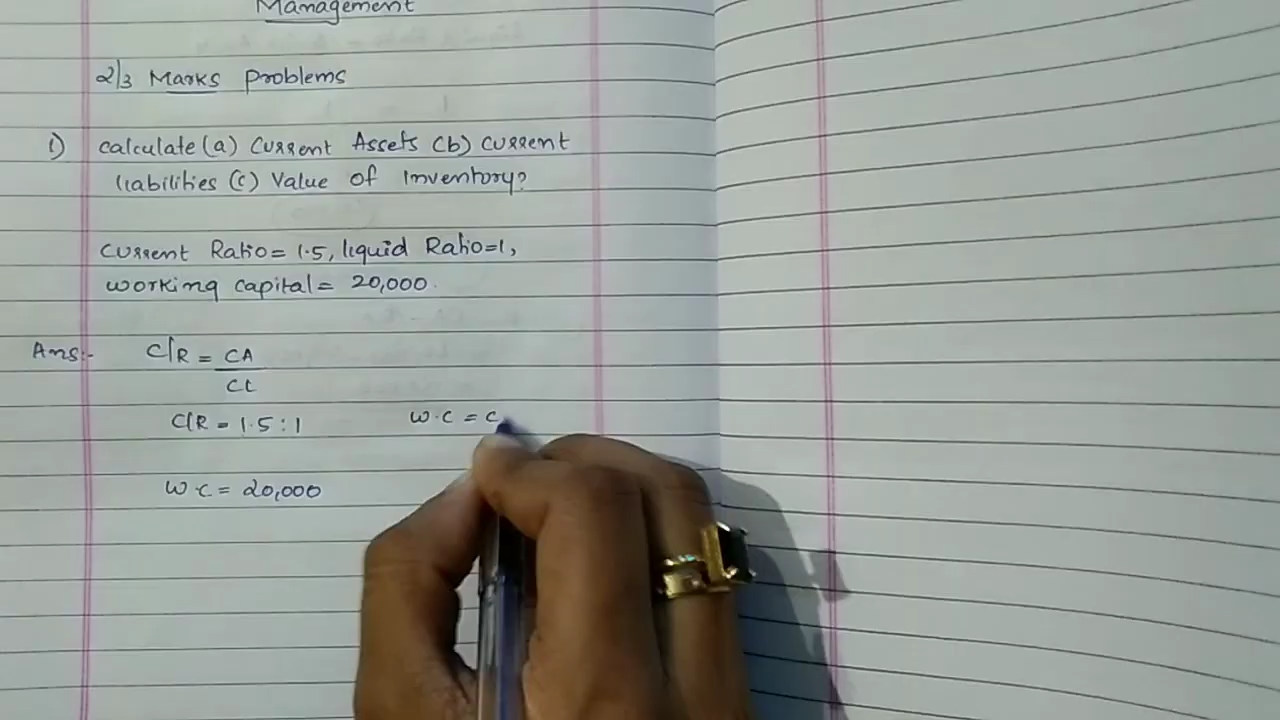 Management
2/3 Marks problems
1) calculate (a) Current Assets (b) Current
liabilities (c) Value of Inventory?
Current Ratio = 1.5, liquid Ratio=1,
working capital = 20,000.
Ans:- C/R = CA
CL
C/R = 1.5 : 1 W.C = C
W.C = 20,000